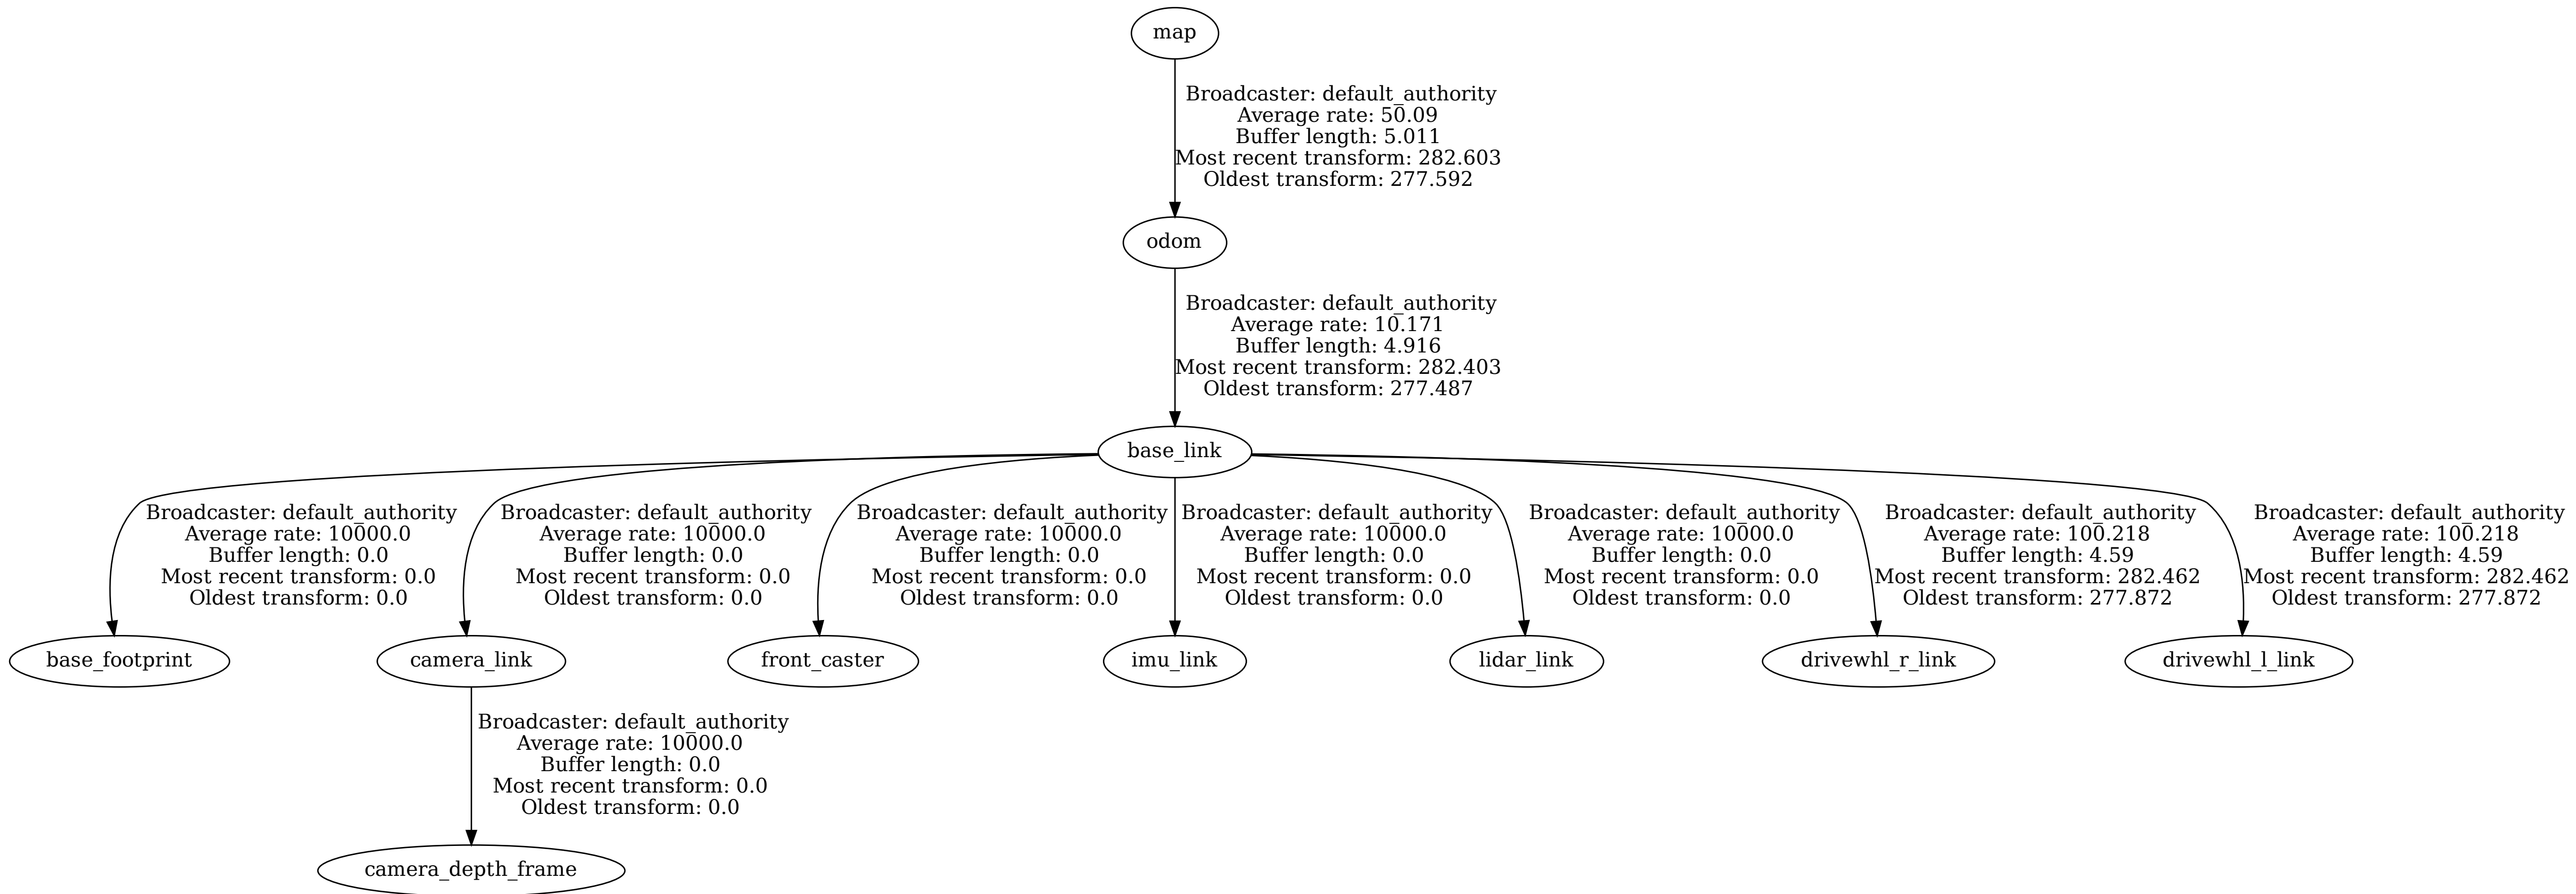 map
Broadcaster: default_authority
Average rate: 50.09
Buffer length: 5.011
Most recent transform: 282.603
Oldest transform: 277.592
odom
Broadcaster: default_authority
Average rate: 10.171
Buffer length: 4.916
Most recent transform: 282.403
Oldest transform: 277.487
base_link
Broadcaster: default_authority
Average rate: 10000.0
Buffer length: 0.0
Most recent transform: 0.0
Oldest transform: 0.0
Broadcaster: default_authority
Average rate: 10000.0
Buffer length: 0.0
Most recent transform: 0.0
Oldest transform: 0.0
Broadcaster: default_authority
Average rate: 10000.0
Buffer length: 0.0
Most recent transform: 0.0
Oldest transform: 0.0
Broadcaster: default_authority
Average rate: 10000.0
Buffer length: 0.0
Most recent transform: 0.0
Oldest transform: 0.0
Broadcaster: default_authority
Average rate: 10000.0
Buffer length: 0.0
Most recent transform: 0.0
Oldest transform: 0.0
Broadcaster: default_authority
Average rate: 100.218
Buffer length: 4.59
Most recent transform: 282.462
Oldest transform: 277.872
Broadcaster: default_authority
Average rate: 100.218
Buffer length: 4.59
Most recent transform: 282.462
Oldest transform: 277.872
base_footprint
camera_link
front_caster
imu_link
lidar_link
drivewhl_r_link
drivewhl_l_link
Broadcaster: default_authority
Average rate: 10000.0
Buffer length: 0.0
Most recent transform: 0.0
Oldest transform: 0.0
camera_depth_frame